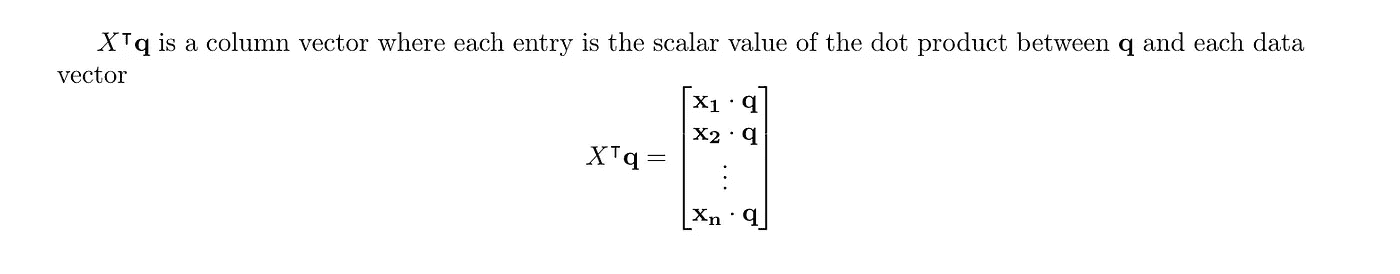 X⊺q is a column vector where each entry is the scalar value of the dot product between q and each data
vector
X⊺q = [x₁ · q
x₂ · q
⋮
xₙ · q]